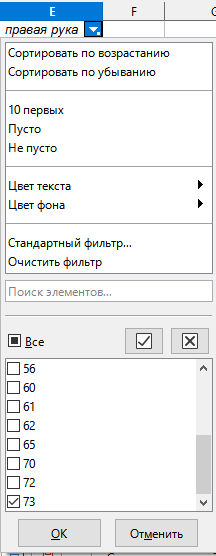 E F
правая рука
Сортировать по возрастанию
Сортировать по убыванию
10 первых
Пусто
Не пусто
Цвет текста
Цвет фона
Стандартный фильтр...
Очистить фильтр
Поиск элементов...
Все
56
60
61
62
65
70
72
73
ОК Отменить